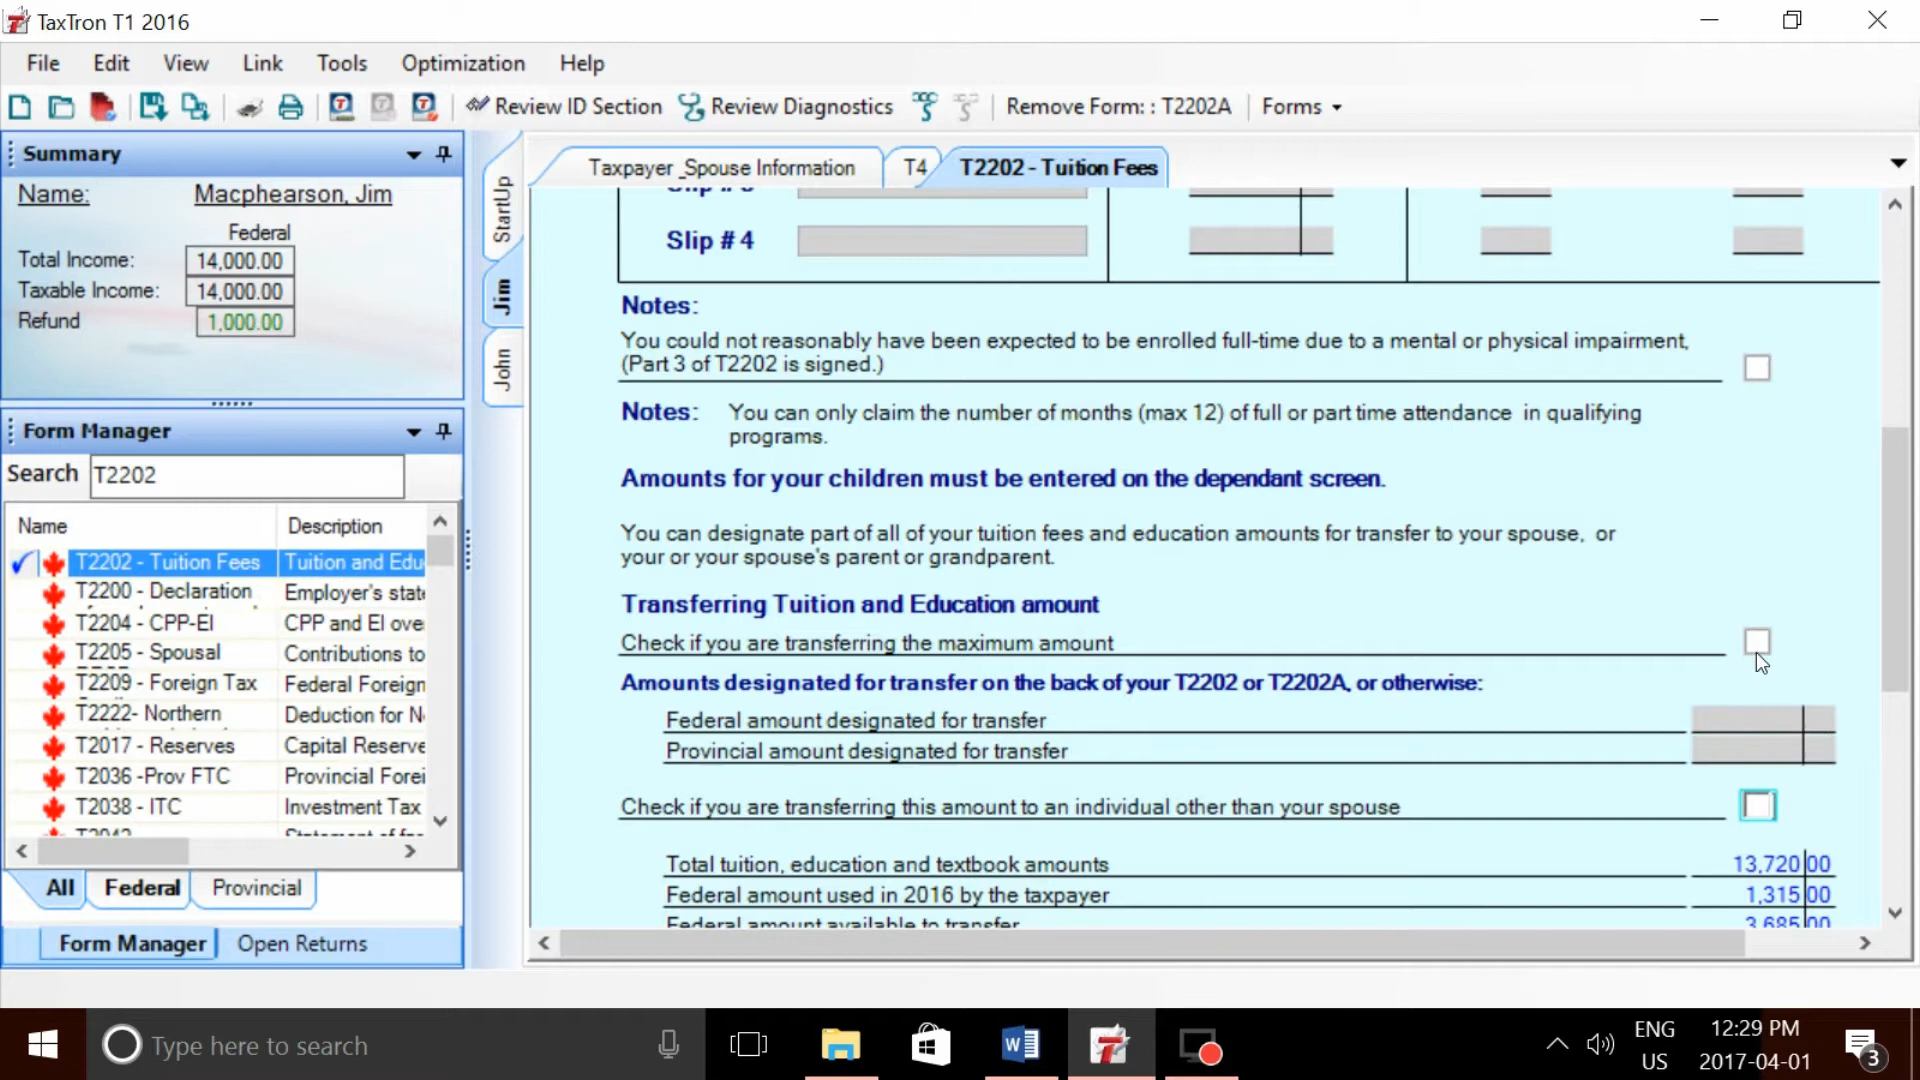 TaxTron T1 2016
File Edit View Link Tools Optimization Help
Review ID Section Review Diagnostics Remove Form: : T2202A Forms
Summary
Name: Macphearson, Jim
Federal
Total Income: 14,000.00
Taxable Income: 14,000.00
Refund 1,000.00
Form Manager
Search T2202
Name Description
T2202 - Tuition Fees Tuition and Edu
T2200 - Declaration Employer's state
T2204 - CPP-EI CPP and EI ove
T2205 - Spousal Contributions to
T2209 - Foreign Tax Federal Foreign
T2222- Northern Deduction for N
T2017 - Reserves Capital Reserve
T2036 -Prov FTC Provincial Forei
T2038 - ITC Investment Tax
All Federal Provincial
Form Manager Open Returns
StartUp
Jim
John
Taxpayer _Spouse Information T4 T2202 - Tuition Fees
Slip # 4
Notes:
You could not reasonably have been expected to be enrolled full-time due to a mental or physical impairment,
(Part 3 of T2202 is signed.)
Notes: You can only claim the number of months (max 12) of full or part time attendance in qualifying
programs.
Amounts for your children must be entered on the dependant screen.
You can designate part of all of your tuition fees and education amounts for transfer to your spouse, or
your or your spouse's parent or grandparent.
Transferring Tuition and Education amount
Check if you are transferring the maximum amount
Amounts designated for transfer on the back of your T2202 or T2202A, or otherwise:
Federal amount designated for transfer
Provincial amount designated for transfer
Check if you are transferring this amount to an individual other than your spouse
Total tuition, education and textbook amounts 13,720 00
Federal amount used in 2016 by the taxpayer 1,315 00
Federal amount available to transfer 3,685 00
Type here to search
ENG
US
12:29 PM
2017-04-01
3